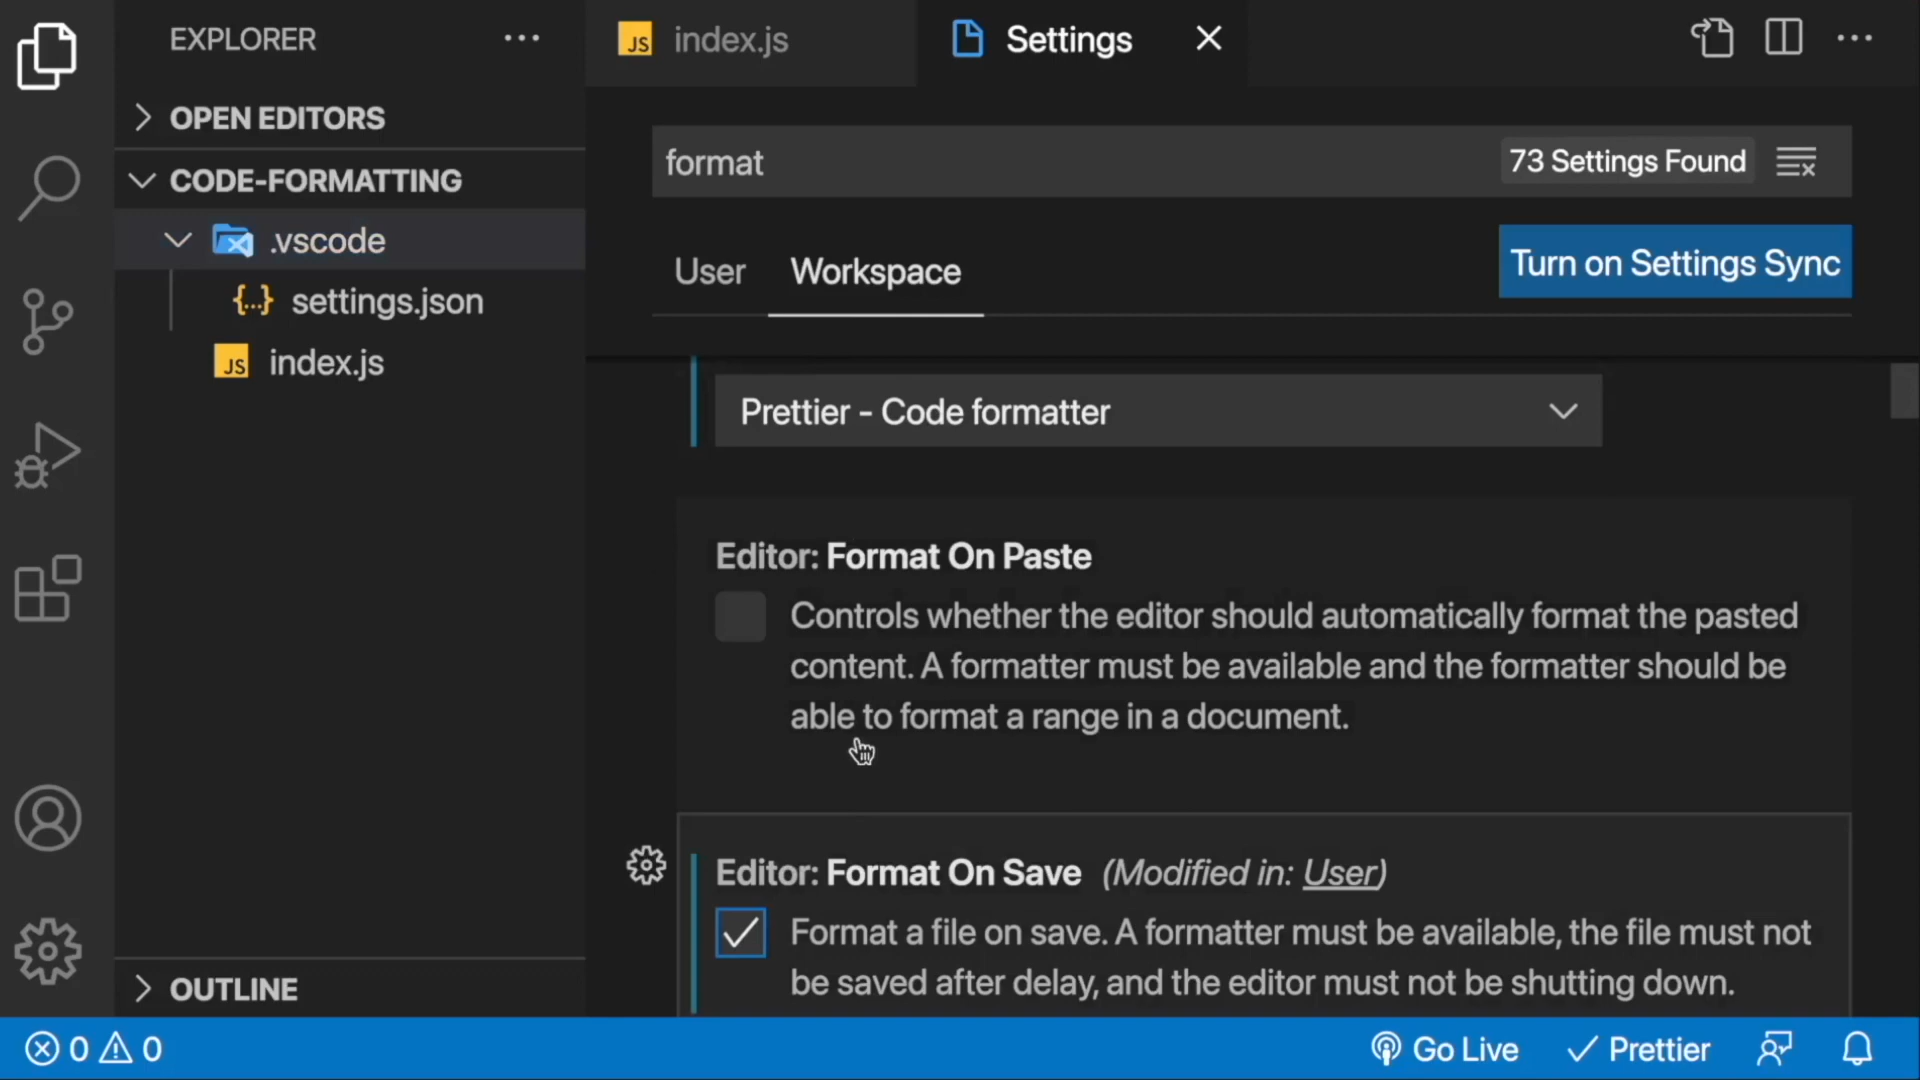 EXPLORER
OPEN EDITORS
CODE-FORMATTING
.vscode
{...} settings.json
JS index.js
OUTLINE
JS index.js
Settings
format
73 Settings Found
User
Workspace
Turn on Settings Sync
Prettier - Code formatter
Editor: Format On Paste
Controls whether the editor should automatically format the pasted
content. A formatter must be available and the formatter should be
able to format a range in a document.
Editor: Format On Save (Modified in: User)
Format a file on save. A formatter must be available, the file must not
be saved after delay, and the editor must not be shutting down.
0 0
Go Live
Prettier